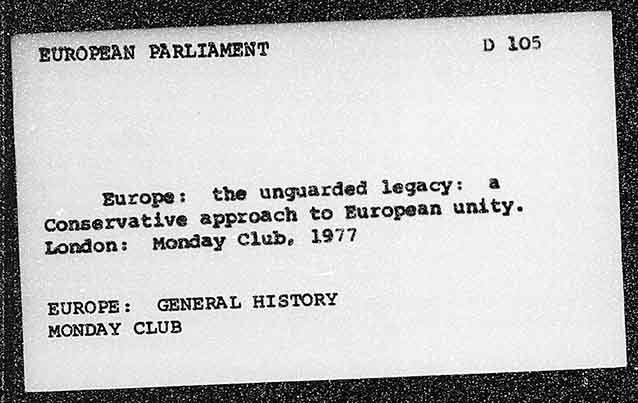 EUROPEAN PARLIAMENT D 105
Europe: the unguarded legacy: a
Conservative approach to European unity.
London: Monday Club, 1977
EUROPE: GENERAL HISTORY
MONDAY CLUB